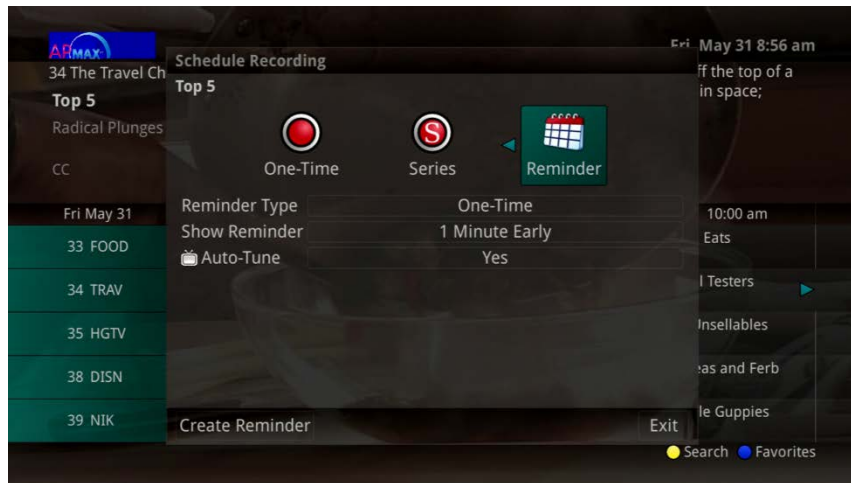 ARMAX
Fri May 31 8:56 am
34 The Travel Ch
ff the top of a
in space;
Top 5
Radical Plunges
CC
Schedule Recording
Top 5
One-Time
S
Series
Reminder
Reminder Type One-Time
Show Reminder 1 Minute Early
Auto-Tune Yes
Fri May 31
10:00 am
33 FOOD
Eats
34 TRAV
l Testers
35 HGTV
Unsellables
38 DISN
eas and Ferb
39 NIK
le Guppies
Create Reminder
Exit
Search Favorites